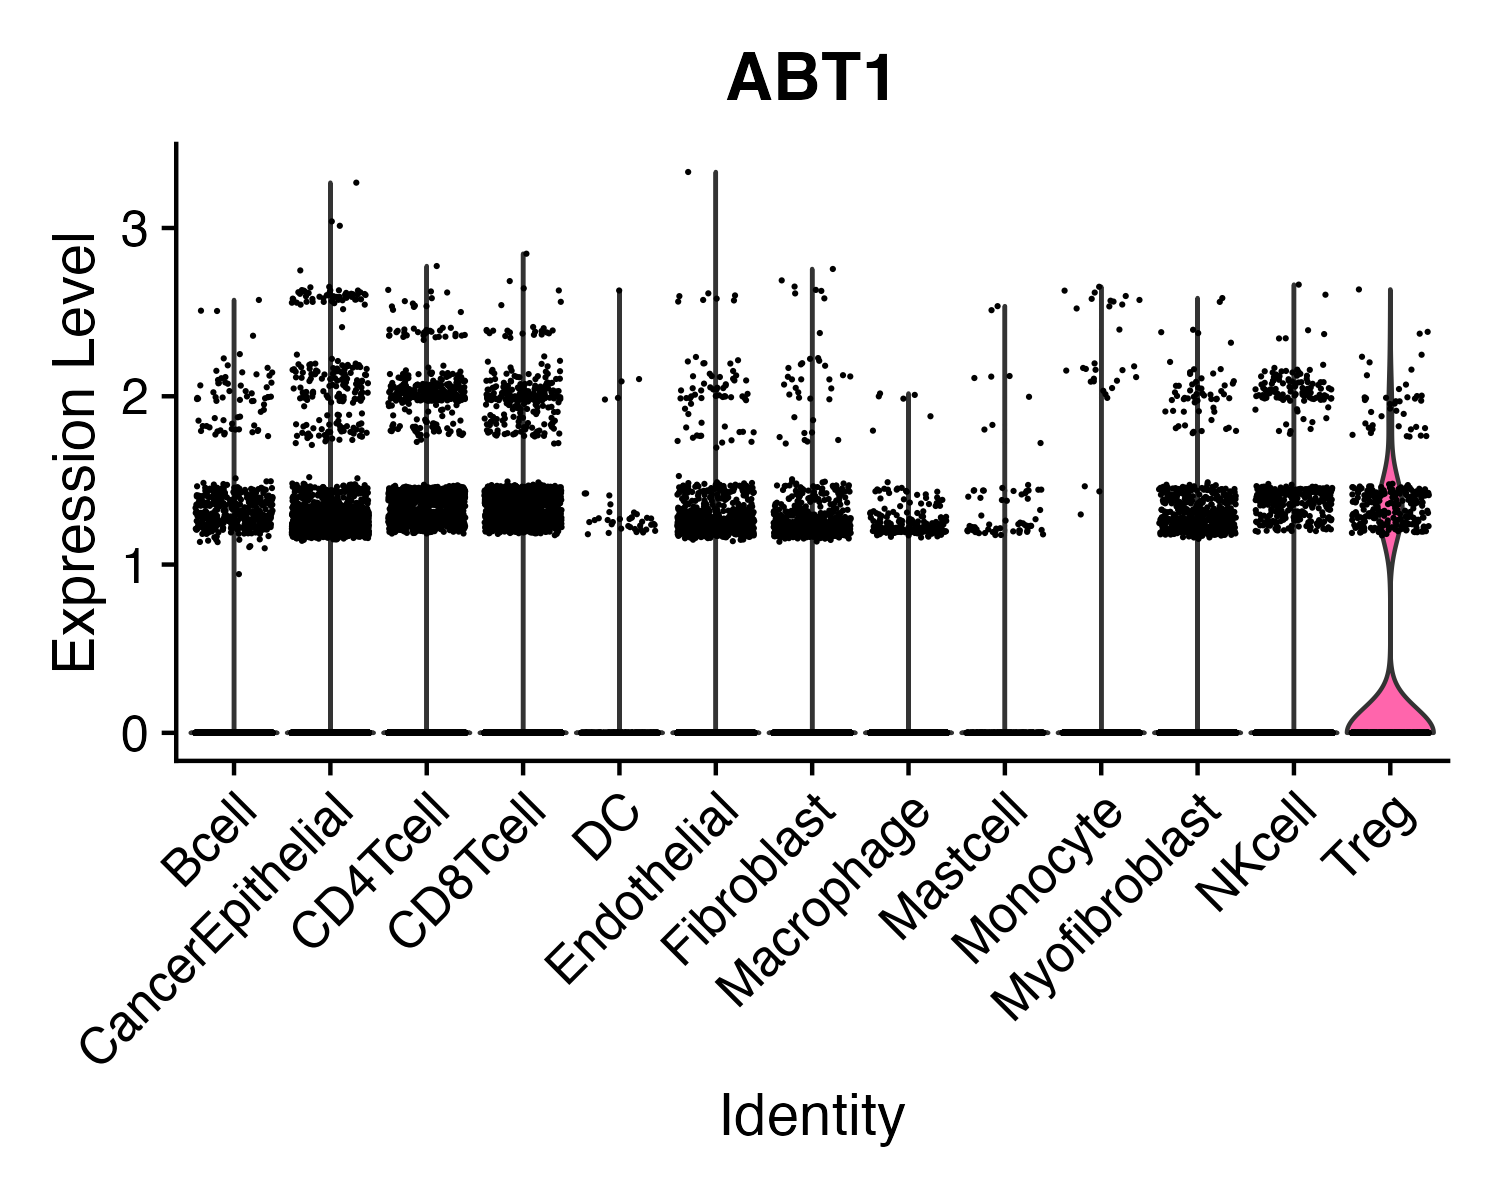 ABT1
Expression Level
3
2
1
0
Bcell
CancerEpithelial
CD4Tcell
CD8Tcell
DC
Endothelial
Fibroblast
Macrophage
Mastcell
Monocyte
Myofibroblast
NKcell
Treg
Identity